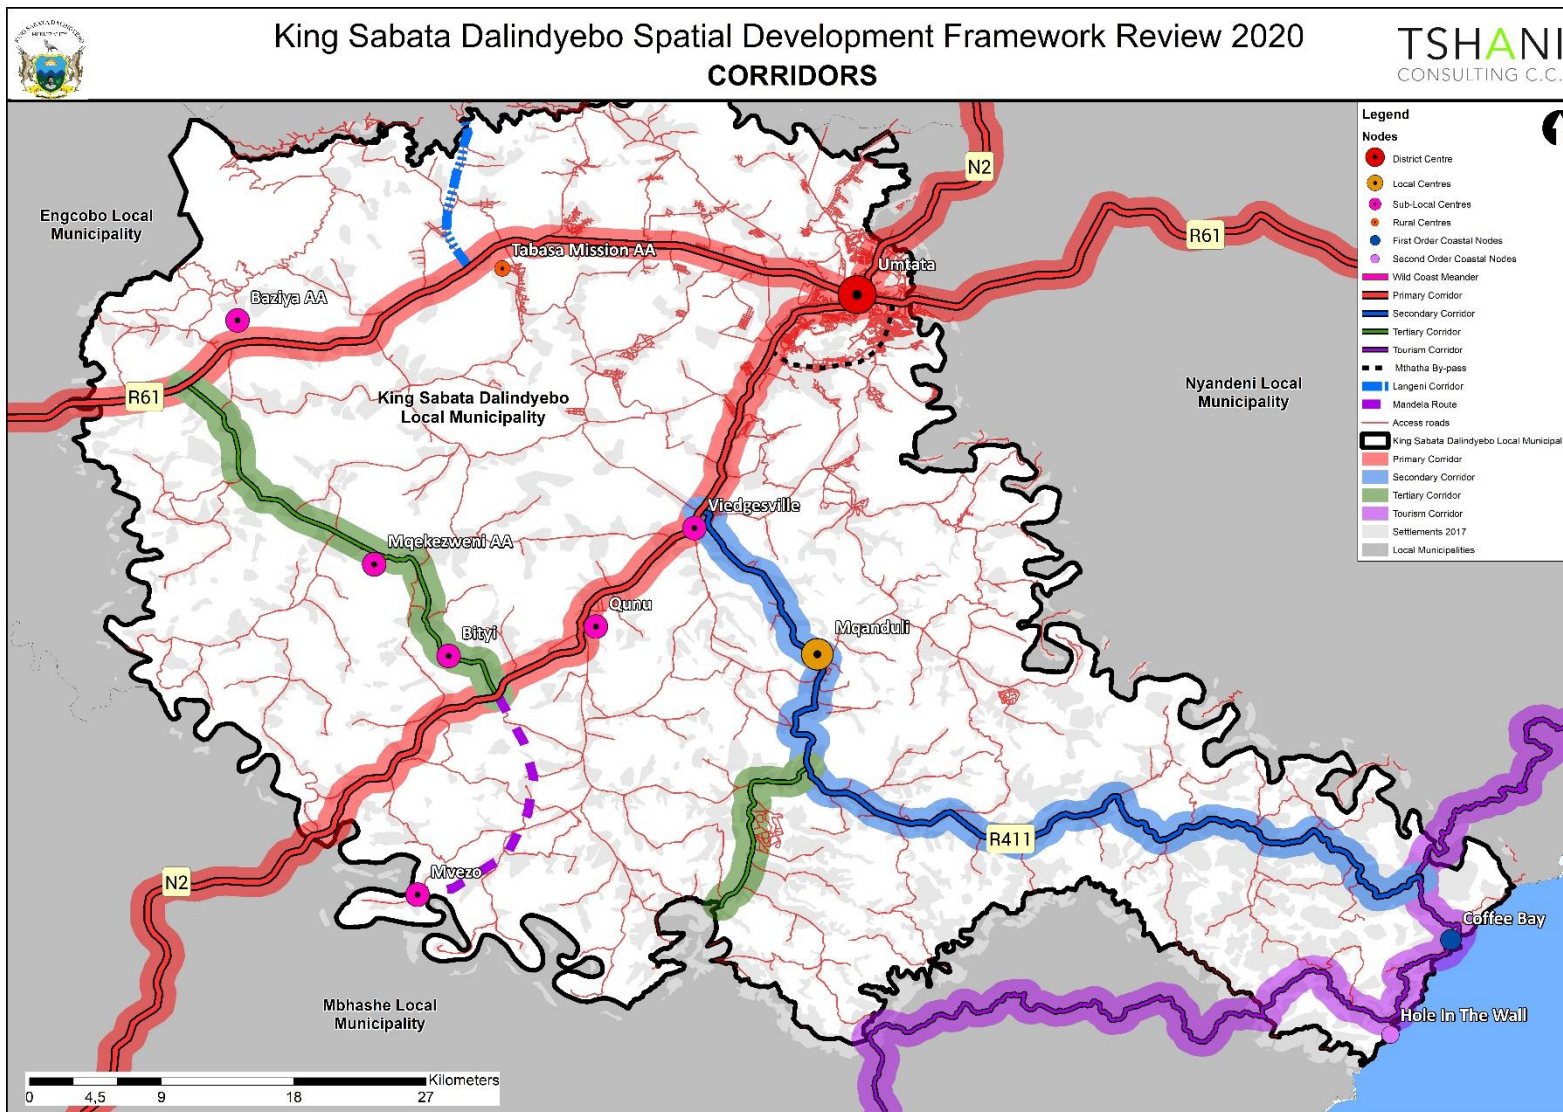 King Sabata Dalindyebo Spatial Development Framework Review 2020
CORRIDORS
TSHANI
CONSULTING C.C.
Legend
Nodes
District Centre
Local Centres
Sub-Local Centres
Rural Centres
First Order Coastal Nodes
Second Order Coastal Nodes
Wild Coast Meander
Primary Corridor
Secondary Corridor
Tertiary Corridor
Tourism Corridor
Mthatha By-pass
Langeni Corridor
Mandela Route
Access roads
King Sabata Dalindyebo Local Municipal
Primary Corridor
Secondary Corridor
Tertiary Corridor
Tourism Corridor
Settlements 2017
Local Municipalities
N2
Engcobo Local
Municipality
R61
Tabasa Mission AA
Umtata
Baziya AA
R61
King Sabata Dalindyebo
Local Municipality
Nyandeni Local
Municipality
Viedgesville
Mqekezweni AA
Qunu
Bityi
Mqanduli
R411
N2
Mvezo
Coffee Bay
Mbhashe Local
Municipality
Hole In The Wall
Kilometers
0 4,5 9 18 27